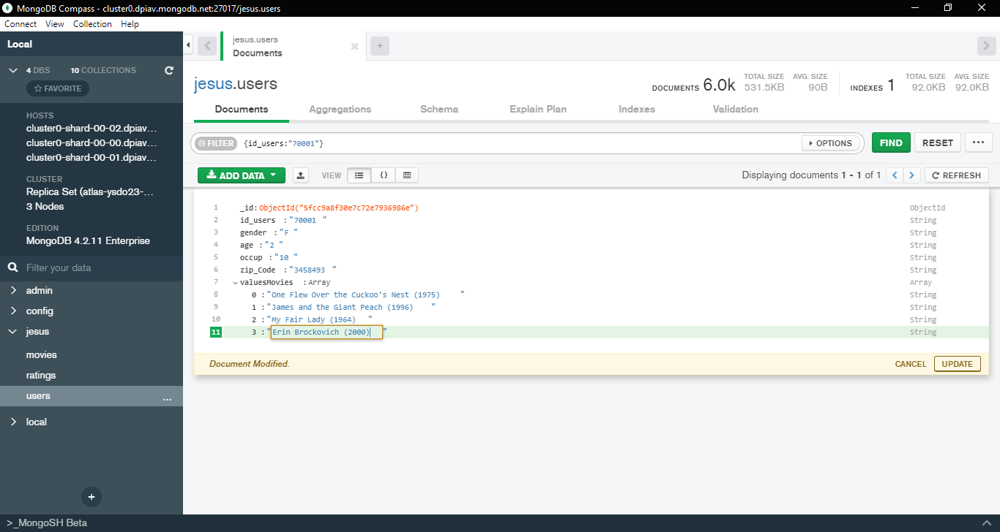 MongoDB Compass - cluster0.dpiav.mongodb.net:27017/jesus.users
Connect View Collection Help
Local
4 DBS 10 COLLECTIONS
FAVORITE
HOSTS
cluster0-shard-00-02.dpiav...
cluster0-shard-00-00.dpiav...
cluster0-shard-00-01.dpiav...
CLUSTER
Replica Set (atlas-ysdo23-...
3 Nodes
EDITION
MongoDB 4.2.11 Enterprise
Filter your data
admin
config
jesus
movies
ratings
users ...
local
+
jesus.users
Documents
+
jesus.users
DOCUMENTS 6.0k TOTAL SIZE 531.5KB AVG. SIZE 90B INDEXES 1 TOTAL SIZE 92.0KB AVG. SIZE 92.0KB
Documents Aggregations Schema Explain Plan Indexes Validation
FILTER {id_users:"70001"} OPTIONS FIND RESET ...
ADD DATA VIEW {} Displaying documents 1 - 1 of 1 REFRESH
1 _id: ObjectId("5fcc9a8f30e7c72e7936986e") ObjectId
2 id_users : "70001 " String
3 gender : "F " String
4 age : "2 " String
5 occup : "10 " String
6 zip_Code : "3458493 " String
7 valuesMovies : Array Array
8 0 : "One Flew Over the Cuckoo's Nest (1975) " String
9 1 : "James and the Giant Peach (1996) " String
10 2 : "My Fair Lady (1964) " String
11 3 : "Erin Brockovich (2000) " String
Document Modified. CANCEL UPDATE
>_MongoSH Beta